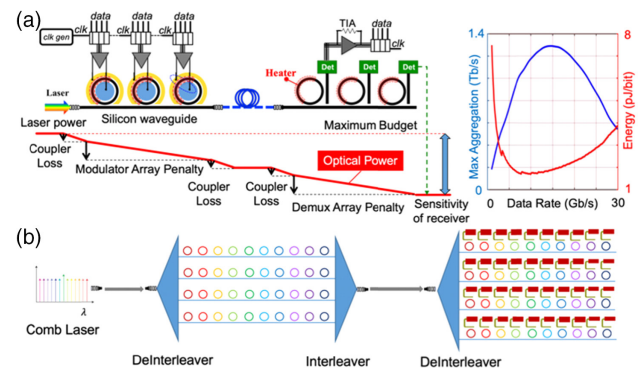 (a)
data
data
data
clk gen
clk
TIA
data
clk
Det
Det
Det
Heater
Laser
Silicon waveguide
Laser power
Maximum Budget
Coupler
Loss
Modulator Array Penalty
Coupler
Loss
Coupler
Loss
Optical Power
Demux Array Penalty
Sensitivity
of receiver
1.4
Max Aggregation (Tb/s)
0
8
Energy (pJ/bit)
1
0
30
Data Rate (Gb/s)
(b)
λ
Comb Laser
DeInterleaver
Interleaver
DeInterleaver